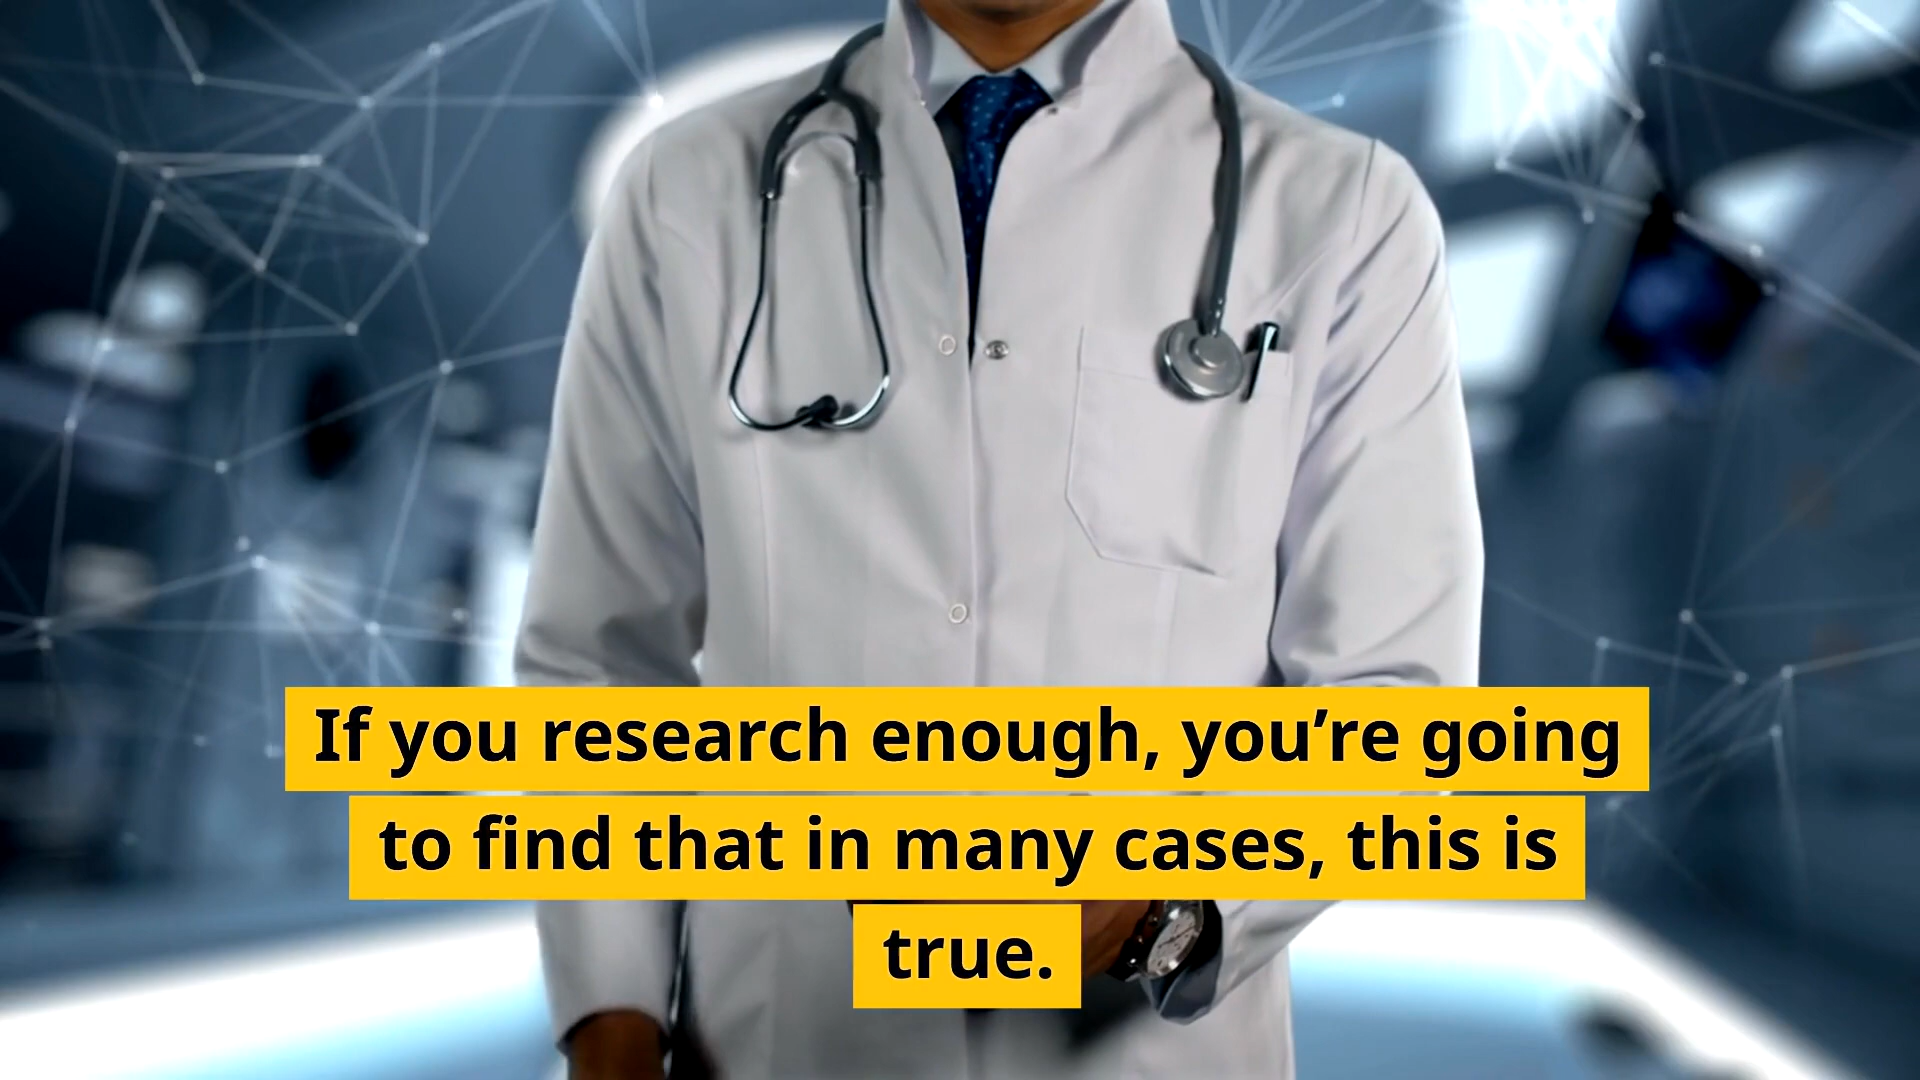 If you research enough, you’re going
to find that in many cases, this is
true.